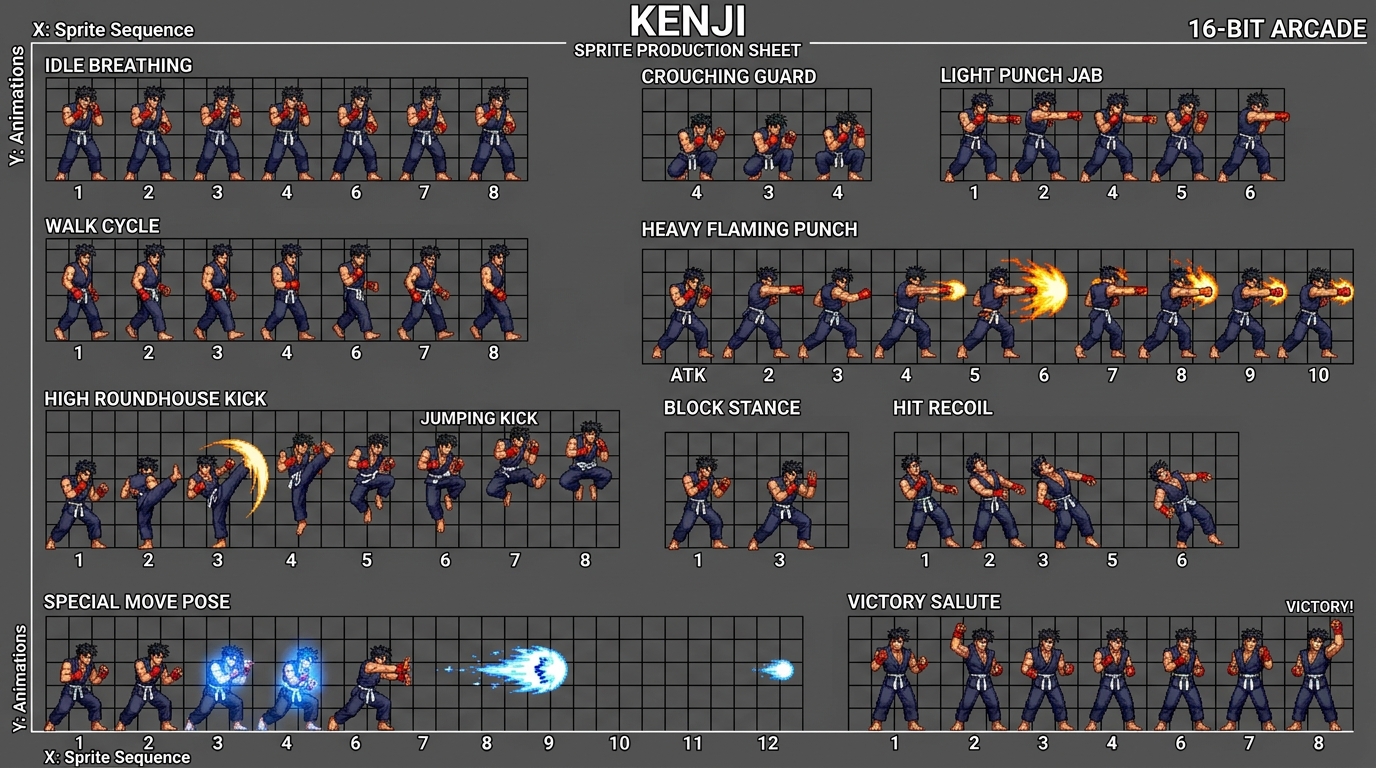 KENJI
X: Sprite Sequence
16-BIT ARCADE
SPRITE PRODUCTION SHEET
Y: Animations
IDLE BREATHING
1 2 3 4 6 7 8
CROUCHING GUARD
4 3 4
LIGHT PUNCH JAB
1 2 4 5 6
WALK CYCLE
1 2 3 4 6 7 8
HEAVY FLAMING PUNCH
ATK 2 3 4 5 6 7 8 9 10
HIGH ROUNDHOUSE KICK
JUMPING KICK
1 2 3 4 5 6 7 8
BLOCK STANCE
1 3
HIT RECOIL
1 2 3 5 6
SPECIAL MOVE POSE
1 2 3 4 6 7 8 9 10 11 12
VICTORY SALUTE
VICTORY!
1 2 3 4 6 7 8
Y: Animations
X: Sprite Sequence